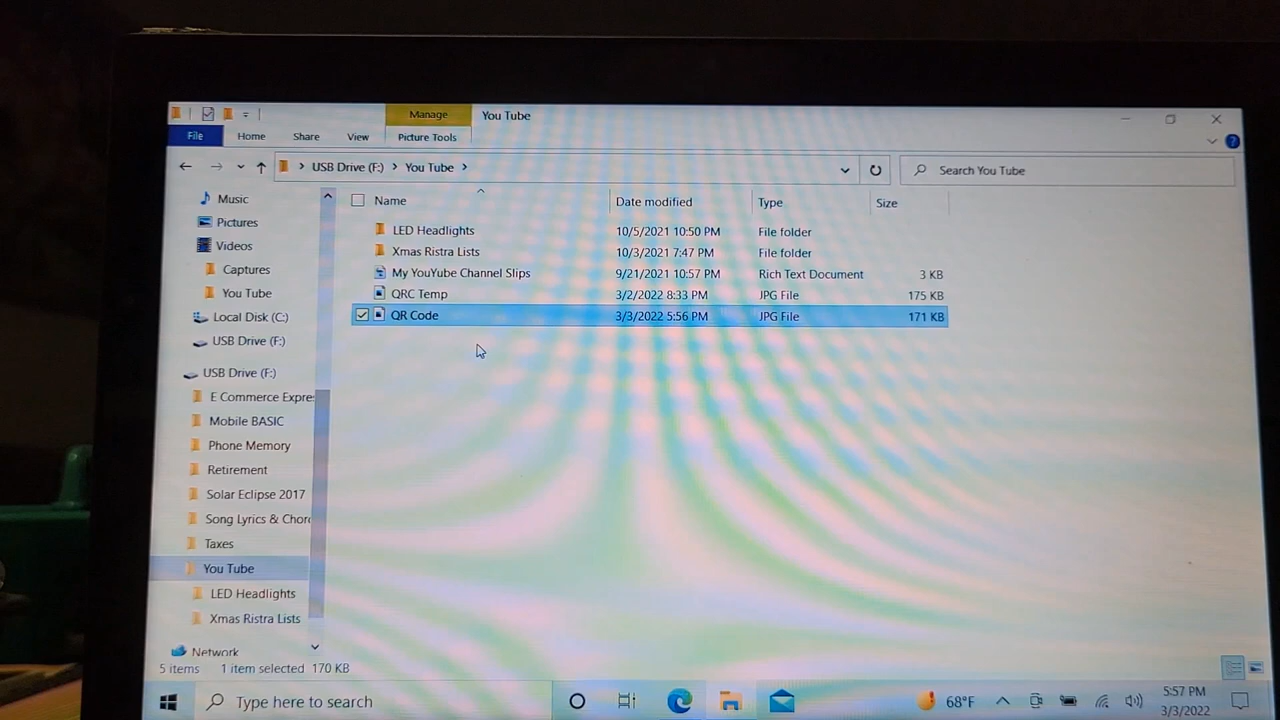 Manage
You Tube
File
Home
Share
View
Picture Tools
USB Drive (F:)
You Tube
Search You Tube
Name
Date modified
Type
Size
LED Headlights
10/5/2021 10:50 PM
File folder
Xmas Ristra Lists
10/3/2021 7:47 PM
File folder
My YouYube Channel Slips
9/21/2021 10:57 PM
Rich Text Document
3 KB
QRC Temp
3/2/2022 8:33 PM
JPG File
175 KB
QR Code
3/3/2022 5:56 PM
JPG File
171 KB
Music
Pictures
Videos
Captures
You Tube
Local Disk (C:)
USB Drive (F:)
USB Drive (F:)
E Commerce Expre:
Mobile BASIC
Phone Memory
Retirement
Solar Eclipse 2017
Song Lyrics & Chor
Taxes
You Tube
LED Headlights
Xmas Ristra Lists
Network
5 items
1 item selected 170 KB
Type here to search
68°F
5:57 PM
3/3/2022